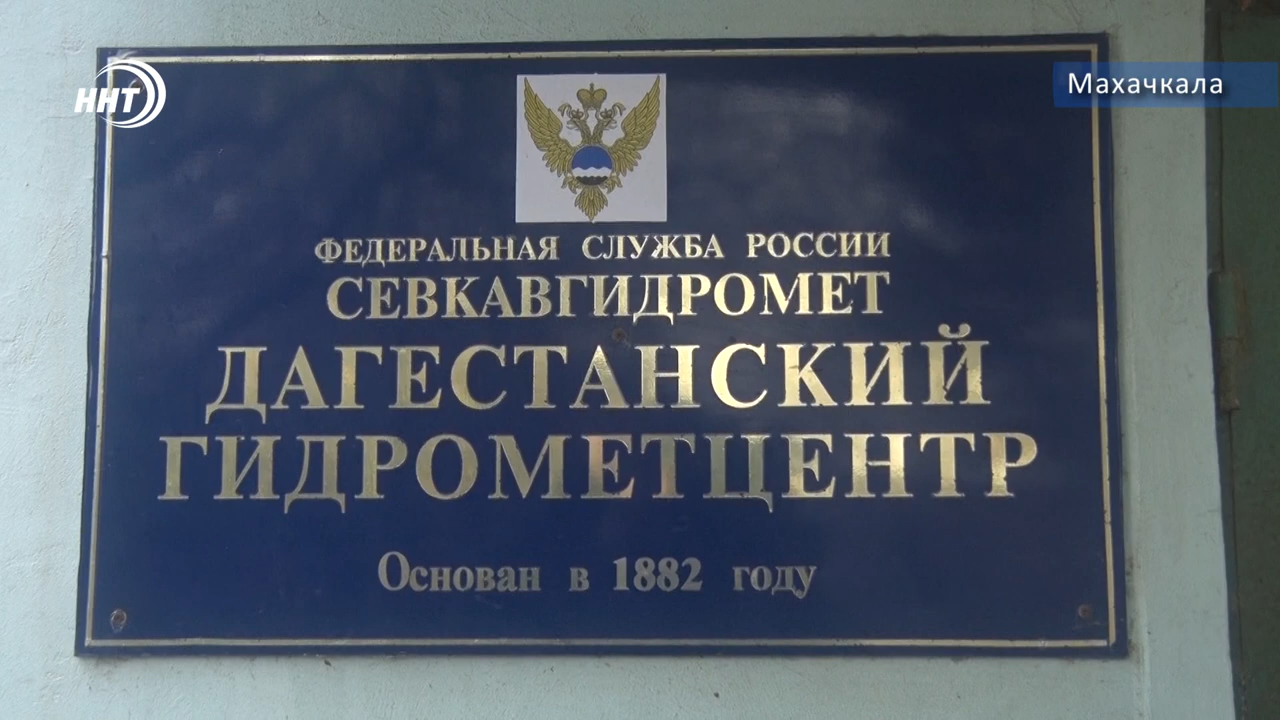 ННТ
Махачкала
ФЕДЕРАЛЬНАЯ СЛУЖБА РОССИИ
СЕВКАВГИДРОМЕТ
ДАГЕСТАНСКИЙ
ГИДРОМЕТЦЕНТР
Основан в 1882 году